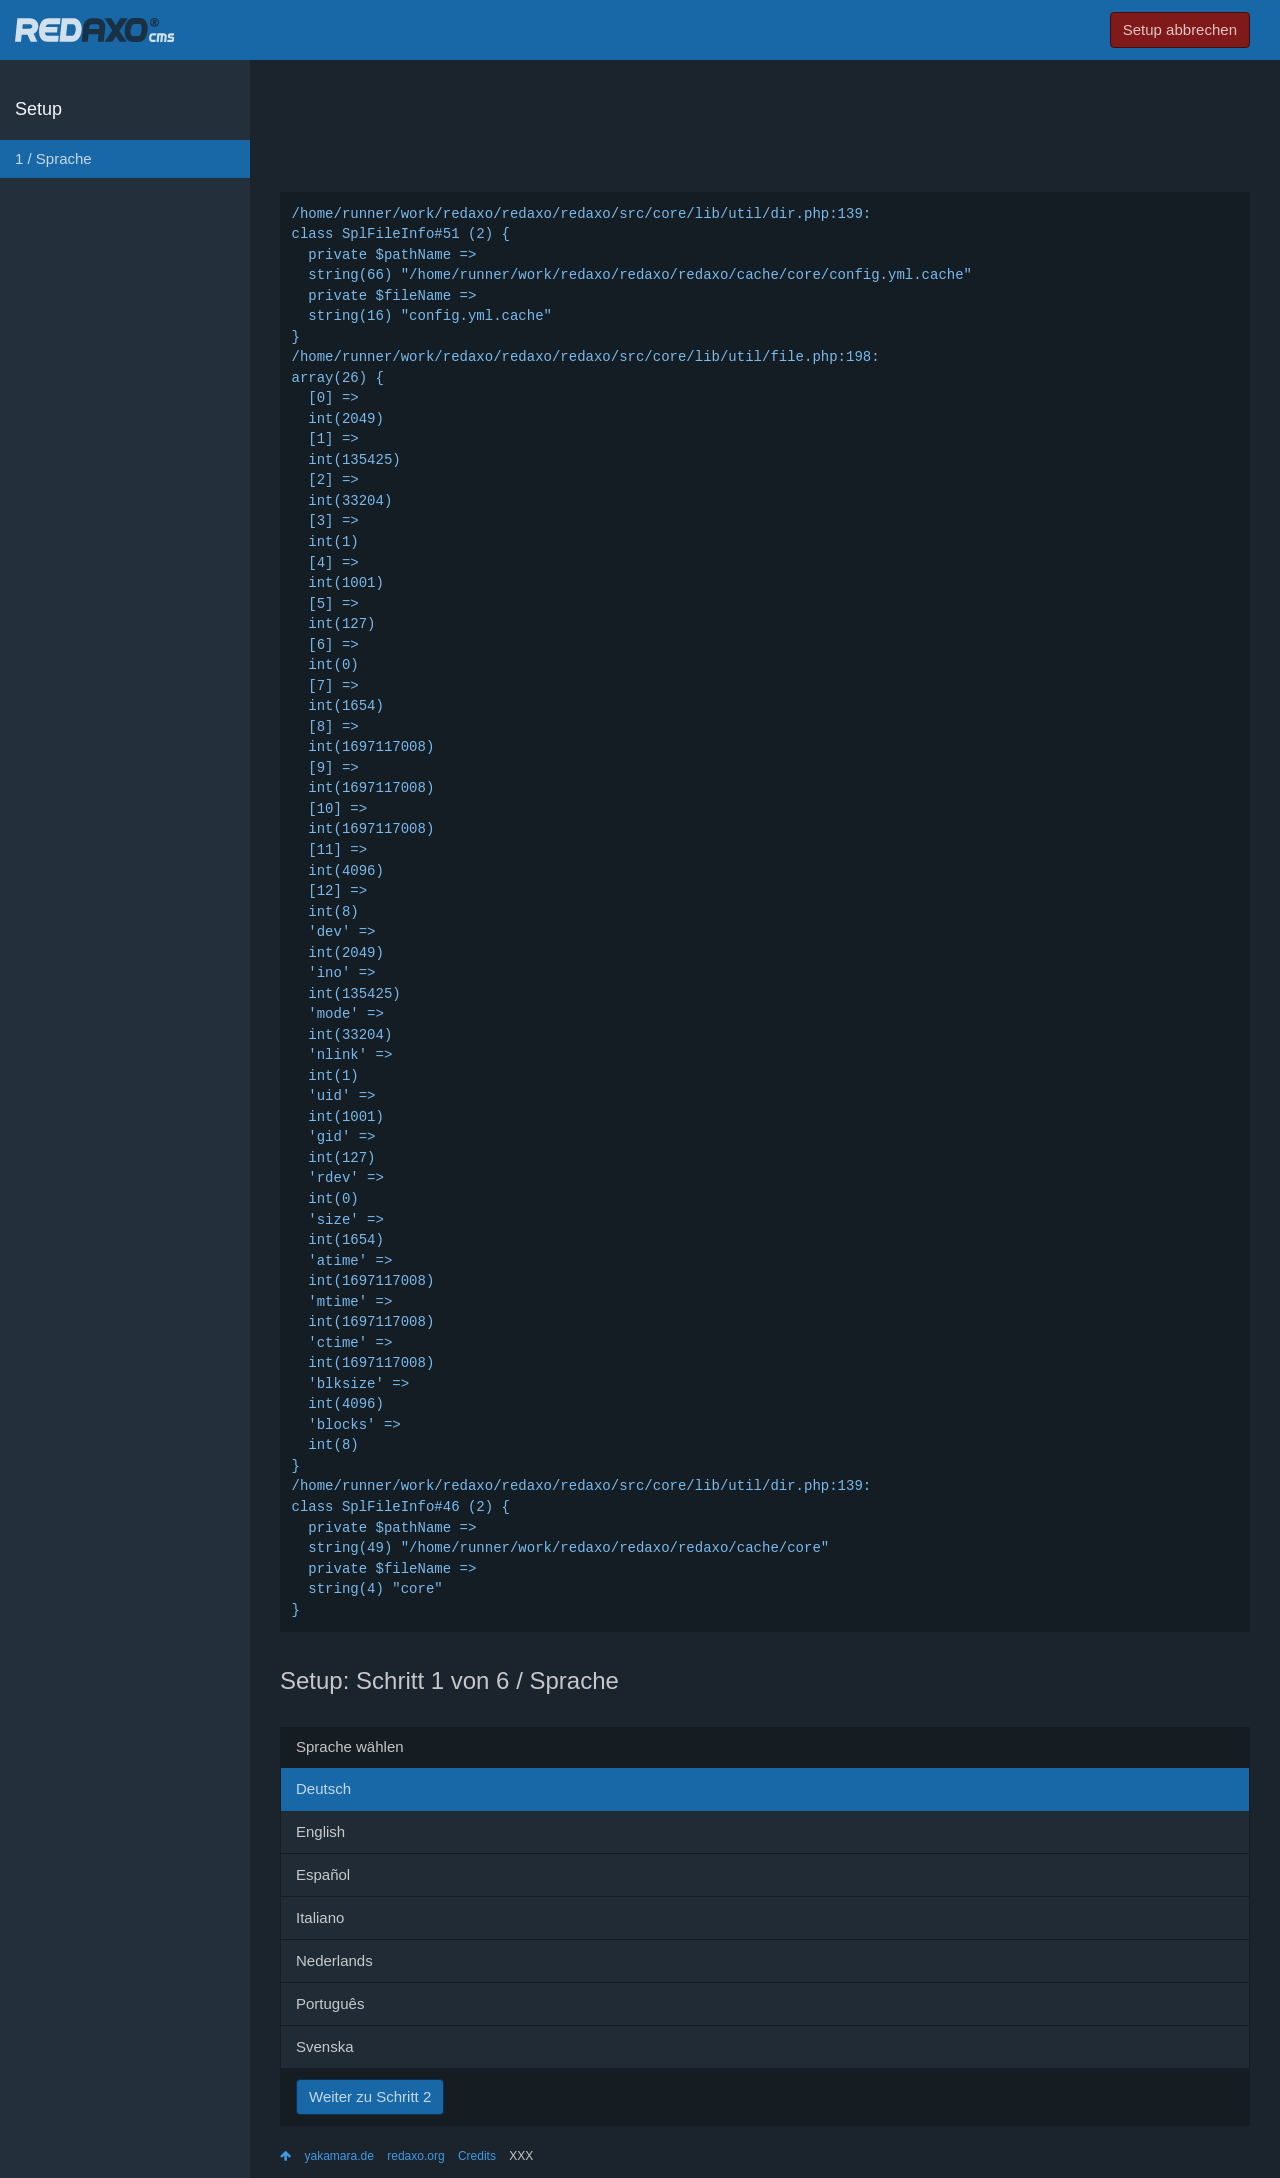 REDAXO® cms
Setup abbrechen
Setup
1 / Sprache
/home/runner/work/redaxo/redaxo/redaxo/src/core/lib/util/dir.php:139:
class SplFileInfo#51 (2) {
  private $pathName =>
  string(66) "/home/runner/work/redaxo/redaxo/redaxo/cache/core/config.yml.cache"
  private $fileName =>
  string(16) "config.yml.cache"
}
/home/runner/work/redaxo/redaxo/redaxo/src/core/lib/util/file.php:198:
array(26) {
  [0] =>
  int(2049)
  [1] =>
  int(135425)
  [2] =>
  int(33204)
  [3] =>
  int(1)
  [4] =>
  int(1001)
  [5] =>
  int(127)
  [6] =>
  int(0)
  [7] =>
  int(1654)
  [8] =>
  int(1697117008)
  [9] =>
  int(1697117008)
  [10] =>
  int(1697117008)
  [11] =>
  int(4096)
  [12] =>
  int(8)
  'dev' =>
  int(2049)
  'ino' =>
  int(135425)
  'mode' =>
  int(33204)
  'nlink' =>
  int(1)
  'uid' =>
  int(1001)
  'gid' =>
  int(127)
  'rdev' =>
  int(0)
  'size' =>
  int(1654)
  'atime' =>
  int(1697117008)
  'mtime' =>
  int(1697117008)
  'ctime' =>
  int(1697117008)
  'blksize' =>
  int(4096)
  'blocks' =>
  int(8)
}
/home/runner/work/redaxo/redaxo/redaxo/src/core/lib/util/dir.php:139:
class SplFileInfo#46 (2) {
  private $pathName =>
  string(49) "/home/runner/work/redaxo/redaxo/redaxo/cache/core"
  private $fileName =>
  string(4) "core"
}
Setup: Schritt 1 von 6 / Sprache
Sprache wählen
Deutsch
English
Español
Italiano
Nederlands
Português
Svenska
Weiter zu Schritt 2
yakamara.de redaxo.org Credits XXX